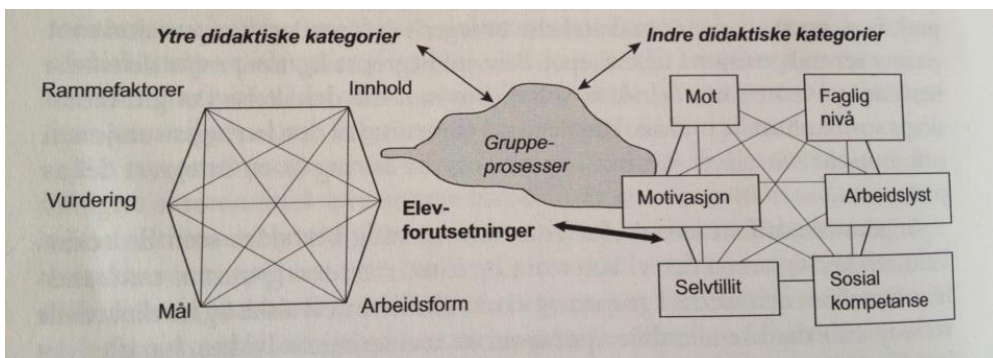 Ytre didaktiske kategorier
Indre didaktiske kategorier
Rammefaktorer
Innhold
Mot
Faglig
nivå
Gruppe-
prosesser
Vurdering
Elev-
forutsetninger
Motivasjon
Arbeidslyst
Mål
Arbeidsform
Selvtillit
Sosial
kompetanse